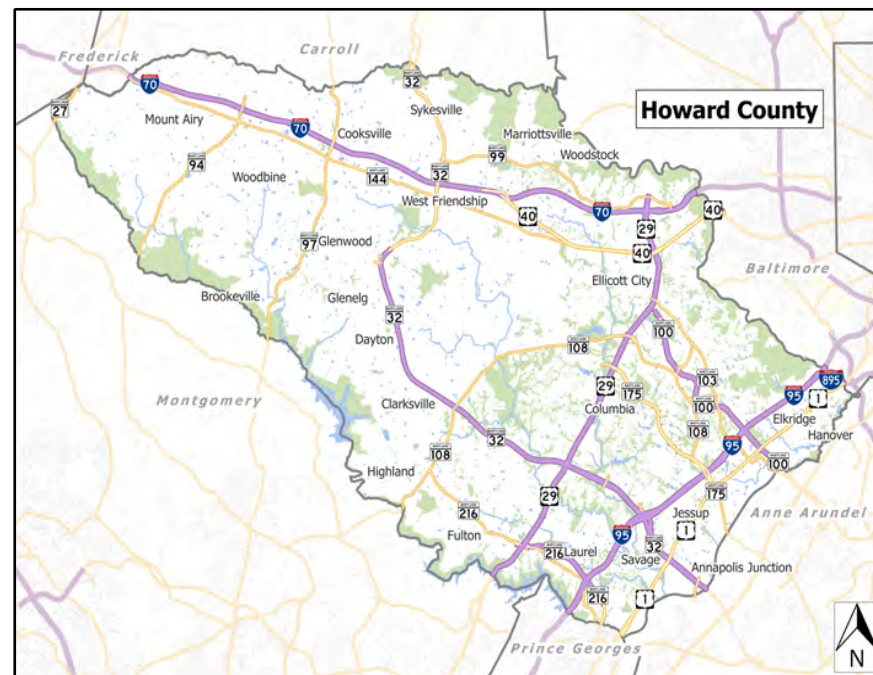 Frederick
Carroll
Howard County
70
32
27
Mount Airy
Sykesville
70
Cooksville
Marriottsville
99
Woodstock
94
32
Woodbine
144
West Friendship
40
70
40
29
97
Glenwood
40
Baltimore
Ellicott City
Brookeville
Glenelg
32
100
Dayton
108
29
103
895
175
95
1
Montgomery
Clarksville
Columbia
100
Elkridge
108
32
108
95
Hanover
100
Highland
29
175
Anne Arundel
216
Jessup
Fulton
95
1
216
Laurel
32
Savage
Annapolis Junction
216
1
Prince Georges
N